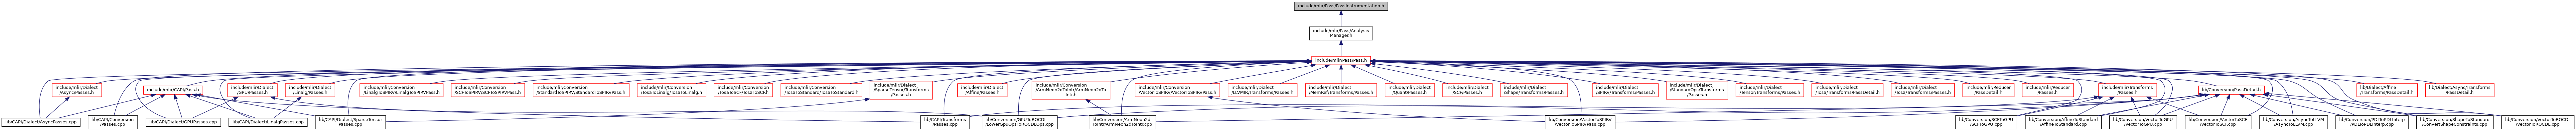 include/mlir/Pass/PassInstrumentation.h
include/mlir/Pass/Analysis
Manager.h
include/mlir/Pass/Pass.h
include/mlir/Dialect
/Async/Passes.h
include/mlir/CAPI/Pass.h
include/mlir/Dialect
/GPU/Passes.h
include/mlir/Dialect
/Linalg/Passes.h
include/mlir/Conversion
/LinalgToSPIRV/LinalgToSPIRVPass.h
include/mlir/Conversion
/SCFToSPIRV/SCFToSPIRVPass.h
include/mlir/Conversion
/StandardToSPIRV/StandardToSPIRVPass.h
include/mlir/Conversion
/TosaToLinalg/TosaToLinalg.h
include/mlir/Conversion
/TosaToSCF/TosaToSCF.h
include/mlir/Conversion
/TosaToStandard/TosaToStandard.h
include/mlir/Dialect
/SparseTensor/Transforms
/Passes.h
include/mlir/Dialect
/Affine/Passes.h
include/mlir/Conversion
/ArmNeon2dToIntr/ArmNeon2dTo
Intr.h
include/mlir/Conversion
/VectorToSPIRV/VectorToSPIRVPass.h
include/mlir/Dialect
/LLVMIR/Transforms/Passes.h
include/mlir/Dialect
/MemRef/Transforms/Passes.h
include/mlir/Dialect
/Quant/Passes.h
include/mlir/Dialect
/SCF/Passes.h
include/mlir/Dialect
/Shape/Transforms/Passes.h
include/mlir/Dialect
/SPIRV/Transforms/Passes.h
include/mlir/Dialect
/StandardOps/Transforms
/Passes.h
include/mlir/Dialect
/Tensor/Transforms/Passes.h
include/mlir/Dialect
/Tosa/Transforms/PassDetail.h
include/mlir/Dialect
/Tosa/Transforms/Passes.h
include/mlir/Reducer
/PassDetail.h
include/mlir/Reducer
/Passes.h
include/mlir/Transforms
/Passes.h
lib/Conversion/PassDetail.h
lib/Dialect/Affine
/Transforms/PassDetail.h
lib/Dialect/Async/Transforms
/PassDetail.h
lib/CAPI/Dialect/AsyncPasses.cpp
lib/CAPI/Conversion
/Passes.cpp
lib/CAPI/Dialect/GPUPasses.cpp
lib/CAPI/Dialect/LinalgPasses.cpp
lib/CAPI/Dialect/SparseTensor
Passes.cpp
lib/CAPI/Transforms
/Passes.cpp
lib/Conversion/GPUToROCDL
/LowerGpuOpsToROCDLOps.cpp
lib/Conversion/ArmNeon2d
ToIntr/ArmNeon2dToIntr.cpp
lib/Conversion/VectorToSPIRV
/VectorToSPIRVPass.cpp
lib/Conversion/SCFToGPU
/SCFToGPU.cpp
lib/Conversion/AffineToStandard
/AffineToStandard.cpp
lib/Conversion/VectorToGPU
/VectorToGPU.cpp
lib/Conversion/VectorToSCF
/VectorToSCF.cpp
lib/Conversion/AsyncToLLVM
/AsyncToLLVM.cpp
lib/Conversion/PDLToPDLInterp
/PDLToPDLInterp.cpp
lib/Conversion/ShapeToStandard
/ConvertShapeConstraints.cpp
lib/Conversion/VectorToROCDL
/VectorToROCDL.cpp